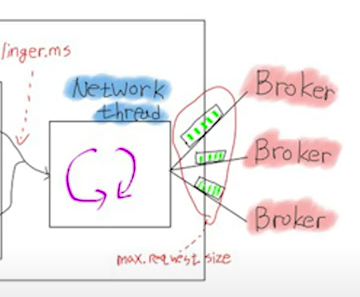 linger.ms
Network
thread
Broker
Broker
Broker
max.request.size